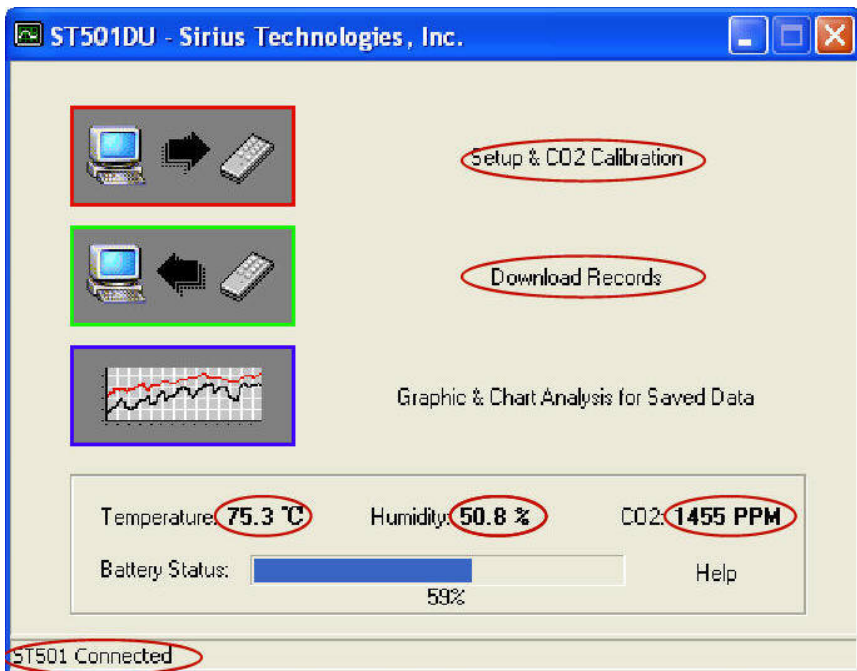 ST501DU - Sirius Technologies, Inc.
Setup & CO2 Calibration
Download Records
Graphic & Chart Analysis for Saved Data
Temperature: 75.3 °C Humidity: 50.8 % CO2: 1455 PPM
Battery Status: Help
59%
ST501 Connected